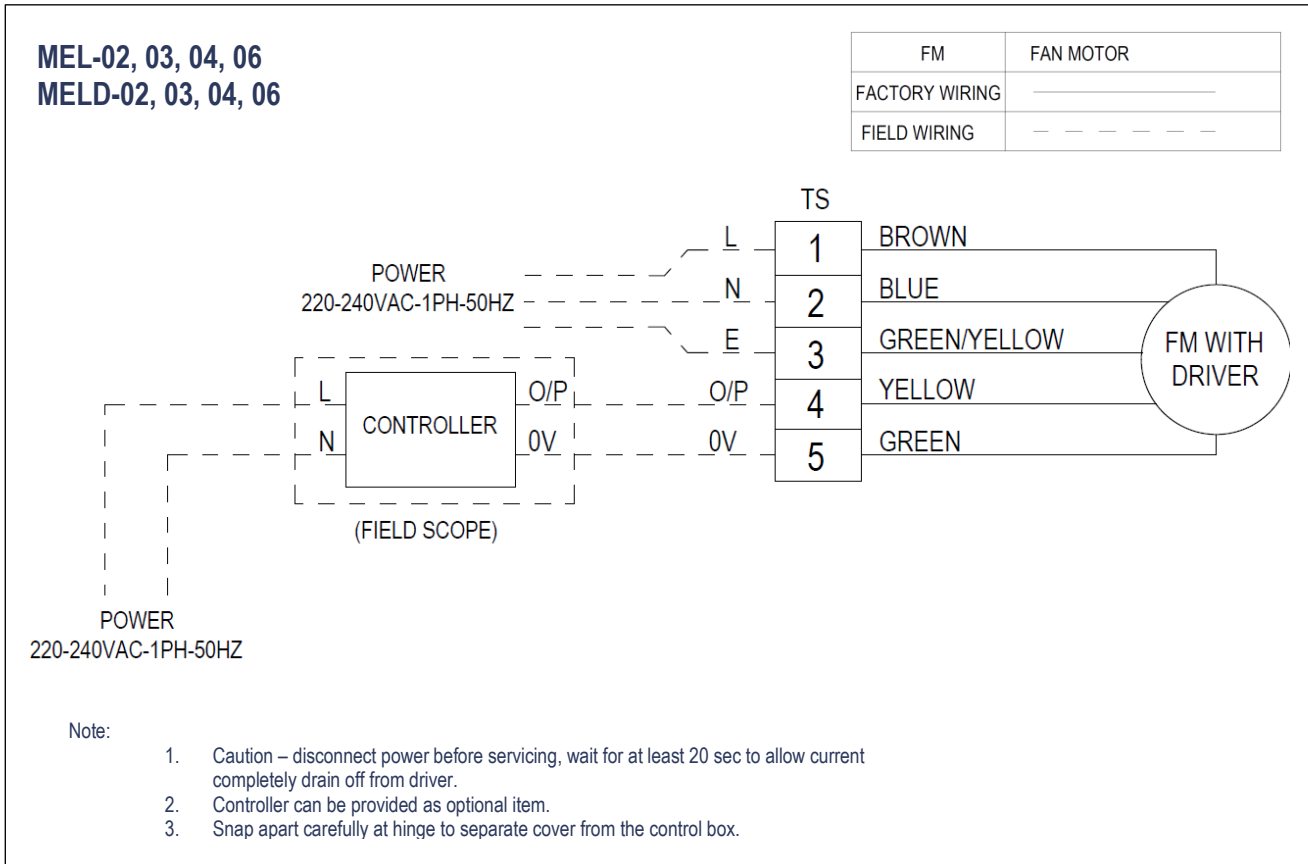 MEL-02, 03, 04, 06
MELD-02, 03, 04, 06
FM FAN MOTOR
FACTORY WIRING
FIELD WIRING
TS
L 1 BROWN
POWER
220-240VAC-1PH-50HZ
N 2 BLUE
E 3 GREEN/YELLOW
FM WITH
DRIVER
L O/P O/P 4 YELLOW
CONTROLLER
N 0V 0V 5 GREEN
(FIELD SCOPE)
POWER
220-240VAC-1PH-50HZ
Note:
1. Caution – disconnect power before servicing, wait for at least 20 sec to allow current
completely drain off from driver.
2. Controller can be provided as optional item.
3. Snap apart carefully at hinge to separate cover from the control box.